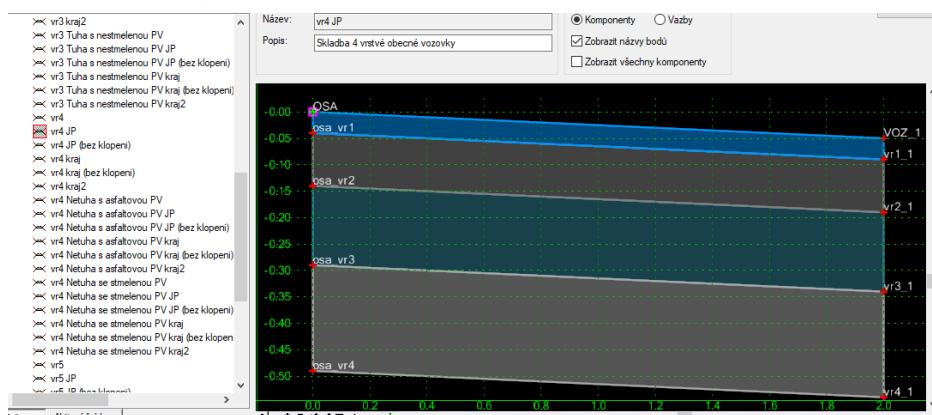 vr3 kraj2
vr3 Tuha s nestmelenou PV
vr3 Tuha s nestmelenou PV JP
vr3 Tuha s nestmelenou PV JP (bez klopeni)
vr3 Tuha s nestmelenou PV kraj
vr3 Tuha s nestmelenou PV kraj (bez klopeni)
vr3 Tuha s nestmelenou PV kraj2
vr4
vr4 JP
vr4 JP (bez klopeni)
vr4 kraj
vr4 kraj (bez klopeni)
vr4 kraj2
vr4 Netuha s asfaltovou PV
vr4 Netuha s asfaltovou PV JP
vr4 Netuha s asfaltovou PV JP (bez klopeni)
vr4 Netuha s asfaltovou PV kraj
vr4 Netuha s asfaltovou PV kraj (bez klopeni)
vr4 Netuha s asfaltovou PV kraj2
vr4 Netuha se stmelenou PV
vr4 Netuha se stmelenou PV JP
vr4 Netuha se stmelenou PV JP (bez klopeni)
vr4 Netuha se stmelenou PV kraj
vr4 Netuha se stmelenou PV kraj (bez klopen
vr4 Netuha se stmelenou PV kraj2
vr5
vr5 JP
Název: vr4 JP
Popis: Skladba 4 vrstvé obecné vozovky
Komponenty Vazby
Zobrazit názvy bodů
Zobrazit všechny komponenty
OSA
-0.00
osa_vr1 VOZ_1
-0.05
vr1_1
-0.10
osa_vr2
-0.15
vr2_1
-0.20
-0.25
osa_vr3
-0.30
vr3_1
-0.35
-0.40
-0.45
osa_vr4
-0.50
vr4_1
0.0 0.2 0.4 0.6 0.8 1.0 1.2 1.4 1.6 1.8 2.0